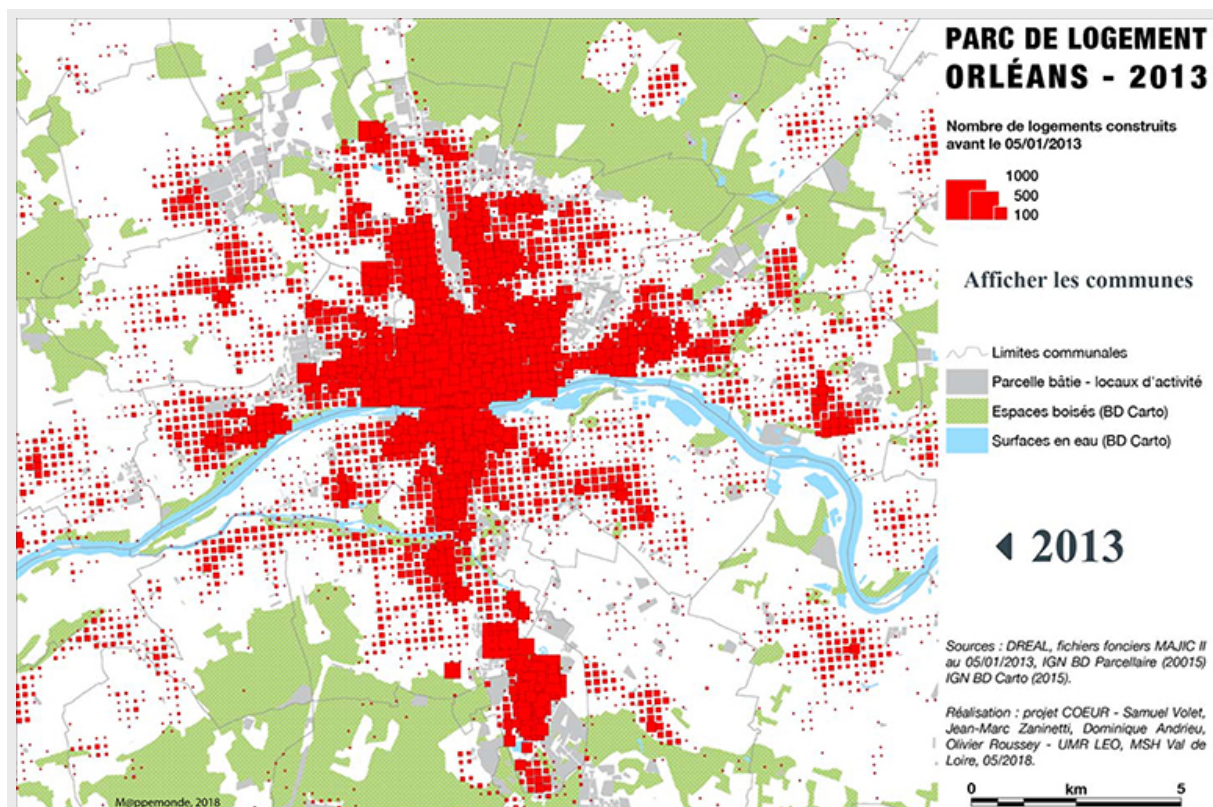 PARC DE LOGEMENT
ORLÉANS - 2013
Nombre de logements construits
avant le 05/01/2013
1000
500
100
Afficher les communes
Limites communales
Parcelle bâtie - locaux d'activité
Espaces boisés (BD Carto)
Surfaces en eau (BD Carto)
2013
Sources : DREAL, fichiers fonciers MAJIC II
au 05/01/2013, IGN BD Parcellaire (20015)
IGN BD Carto (2015).
Réalisation : projet COEUR - Samuel Volet,
Jean-Marc Zaninetti, Dominique Andrieu,
Olivier Roussey - UMR LEO, MSH Val de
Loire, 05/2018.
0 km 5
M@ppemonde, 2018